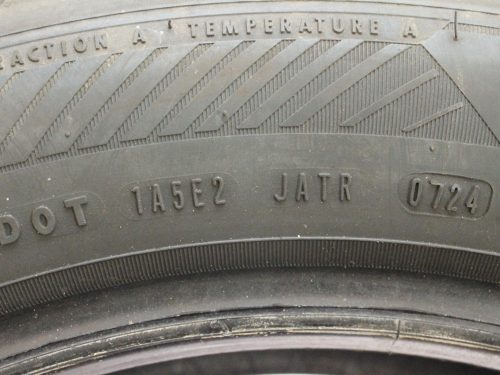 RACTION A TEMPERATURE A
DOT 1A5E2 JATR 0724